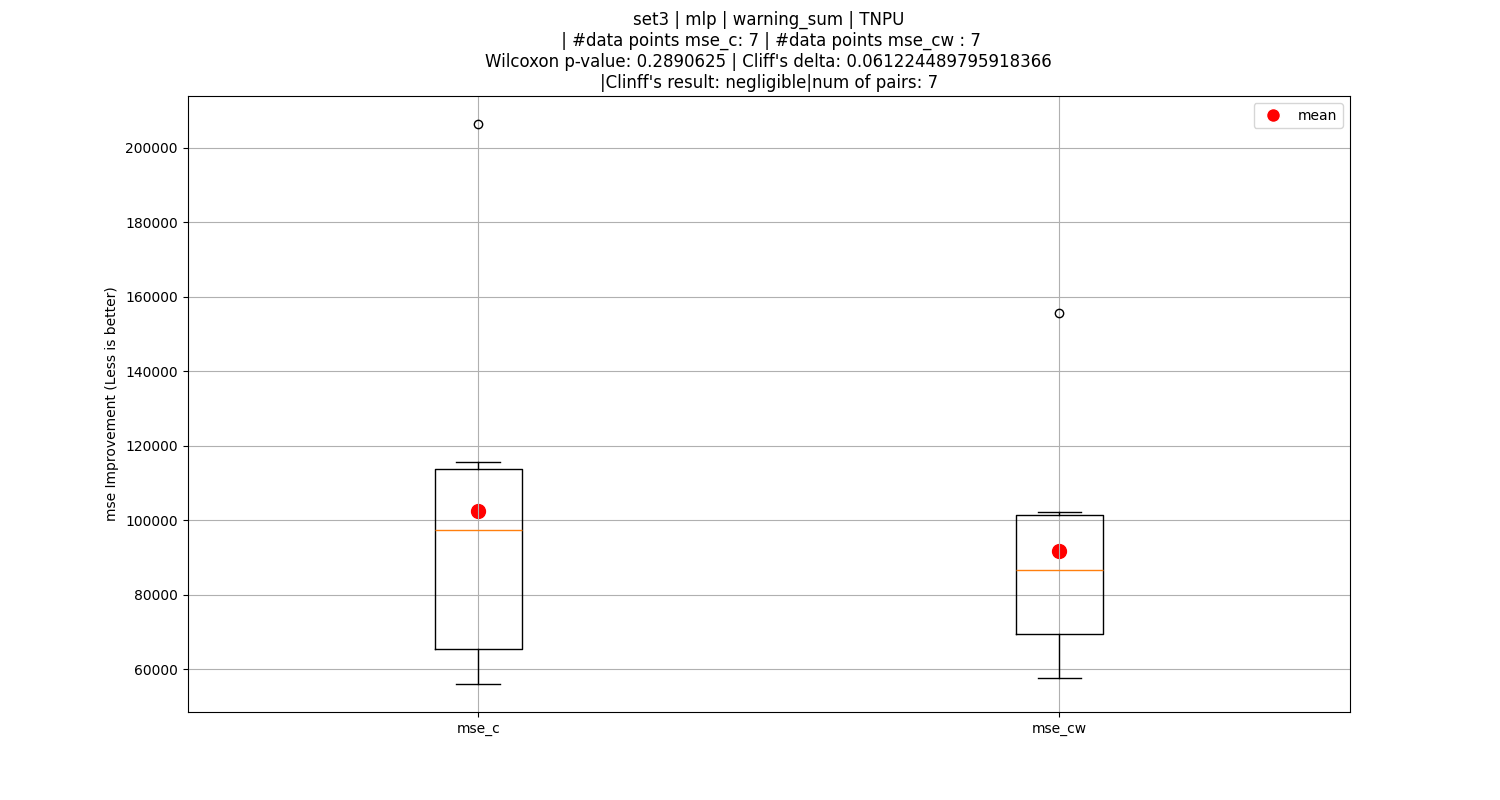 set3 | mlp | warning_sum | TNPU
| #data points mse_c: 7 | #data points mse_cw : 7
Wilcoxon p-value: 0.2890625 | Cliff's delta: 0.061224489795918366
|Clinff's result: negligible|num of pairs: 7
mean
200000
180000
160000
140000
120000
100000
80000
60000
mse Improvement (Less is better)
mse_c
mse_cw